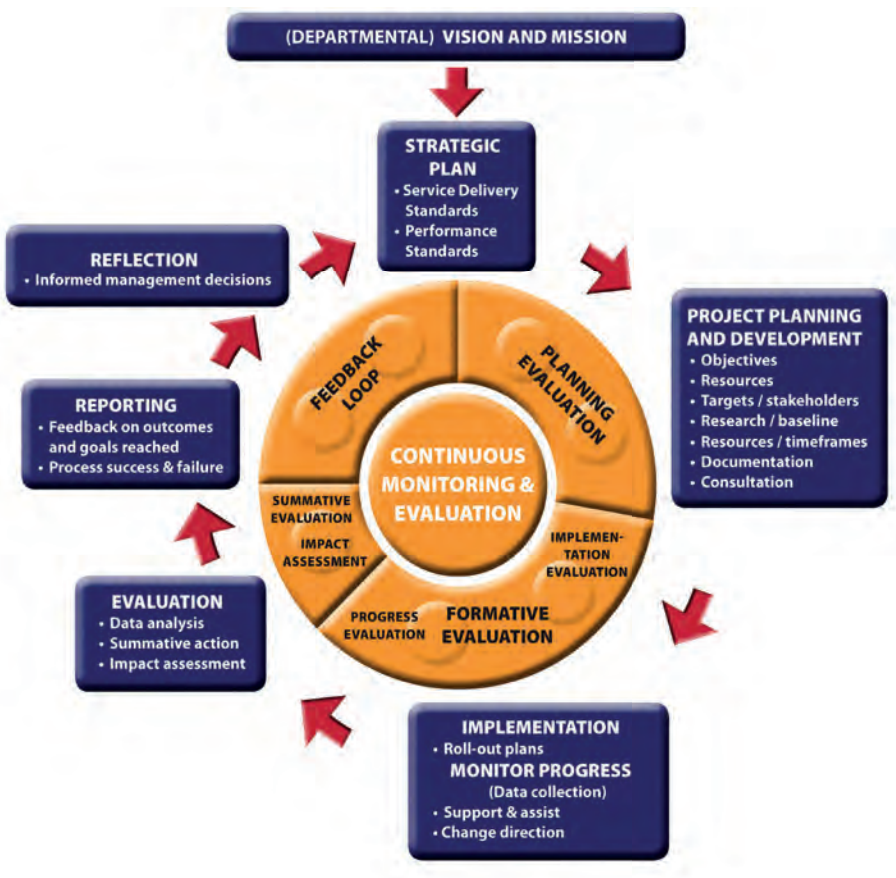 (DEPARTMENTAL) VISION AND MISSION
STRATEGIC
PLAN
• Service Delivery
Standards
• Performance
Standards
REFLECTION
• Informed management decisions
PROJECT PLANNING
AND DEVELOPMENT
• Objectives
• Resources
• Targets / stakeholders
• Research / baseline
• Resources / timeframes
• Documentation
• Consultation
REPORTING
• Feedback on outcomes
and goals reached
• Process success & failure
FEEDBACK
LOOP
PLANNING
EVALUATION
CONTINUOUS
MONITORING &
EVALUATION
SUMMATIVE
EVALUATION
IMPACT
ASSESSMENT
IMPLEMEN-
TATION
EVALUATION
PROGRESS
EVALUATION
FORMATIVE
EVALUATION
EVALUATION
• Data analysis
• Summative action
• Impact assessment
IMPLEMENTATION
• Roll-out plans
MONITOR PROGRESS
(Data collection)
• Support & assist
• Change direction